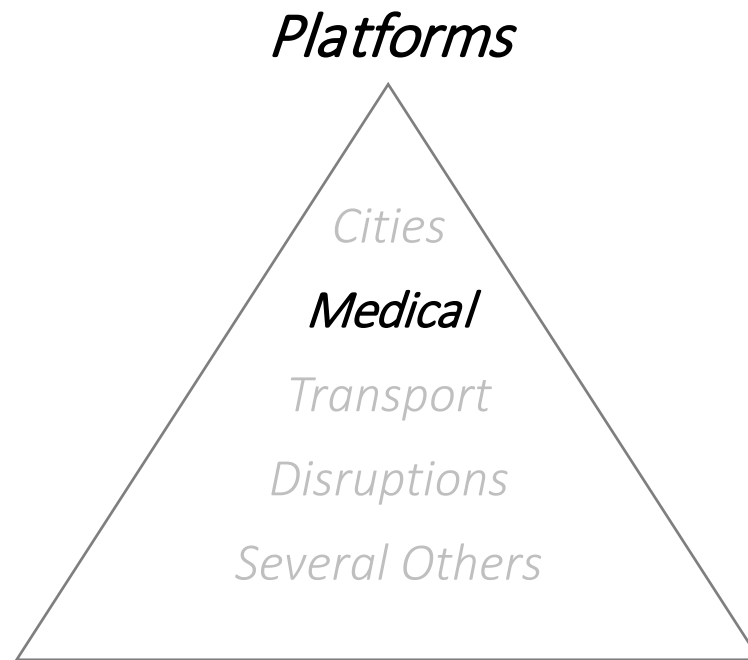 Platforms
Cities
Medical
Transport
Disruptions
Several Others